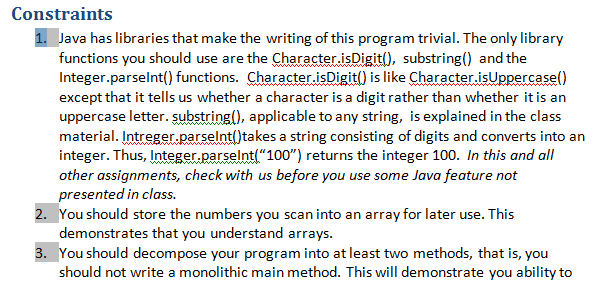 Constraints
1. Java has libraries that make the writing of this program trivial. The only library
functions you should use are the Character.isDigit(), substring() and the
Integer.parseInt() functions. Character.isDigit() is like Character.isUppercase()
except that it tells us whether a character is a digit rather than whether it is an
uppercase letter. substring(), applicable to any string, is explained in the class
material. Intreger.parseInt()takes a string consisting of digits and converts into an
integer. Thus, Integer.parseInt(“100”) returns the integer 100. In this and all
other assignments, check with us before you use some Java feature not
presented in class.
2. You should store the numbers you scan into an array for later use. This
demonstrates that you understand arrays.
3. You should decompose your program into at least two methods, that is, you
should not write a monolithic main method. This will demonstrate you ability to